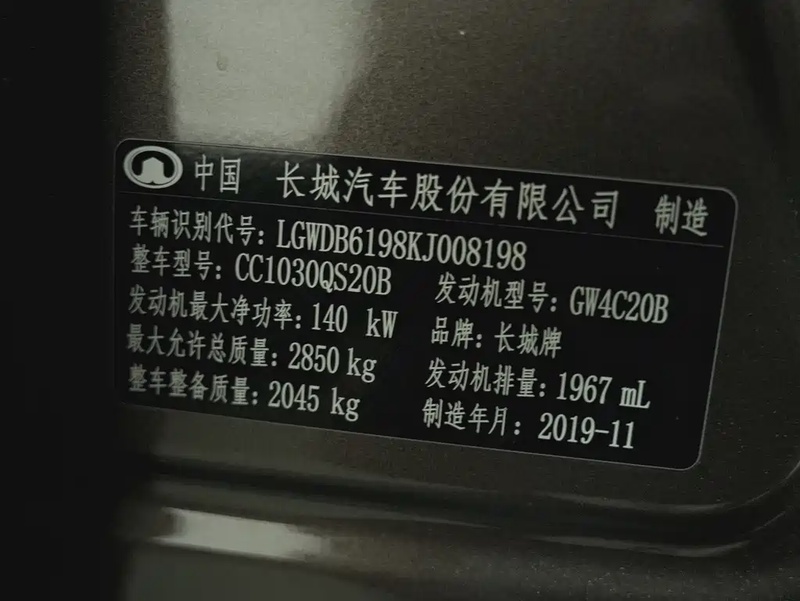 中国 长城汽车股份有限公司 制造
车辆识别代号: LGWDB6198KJ008198
整车型号: CC1030QS20B 发动机型号: GW4C20B
发动机最大净功率: 140 kW 品牌: 长城牌
最大允许总质量: 2850 kg 发动机排量: 1967 mL
整车整备质量: 2045 kg 制造年月: 2019-11